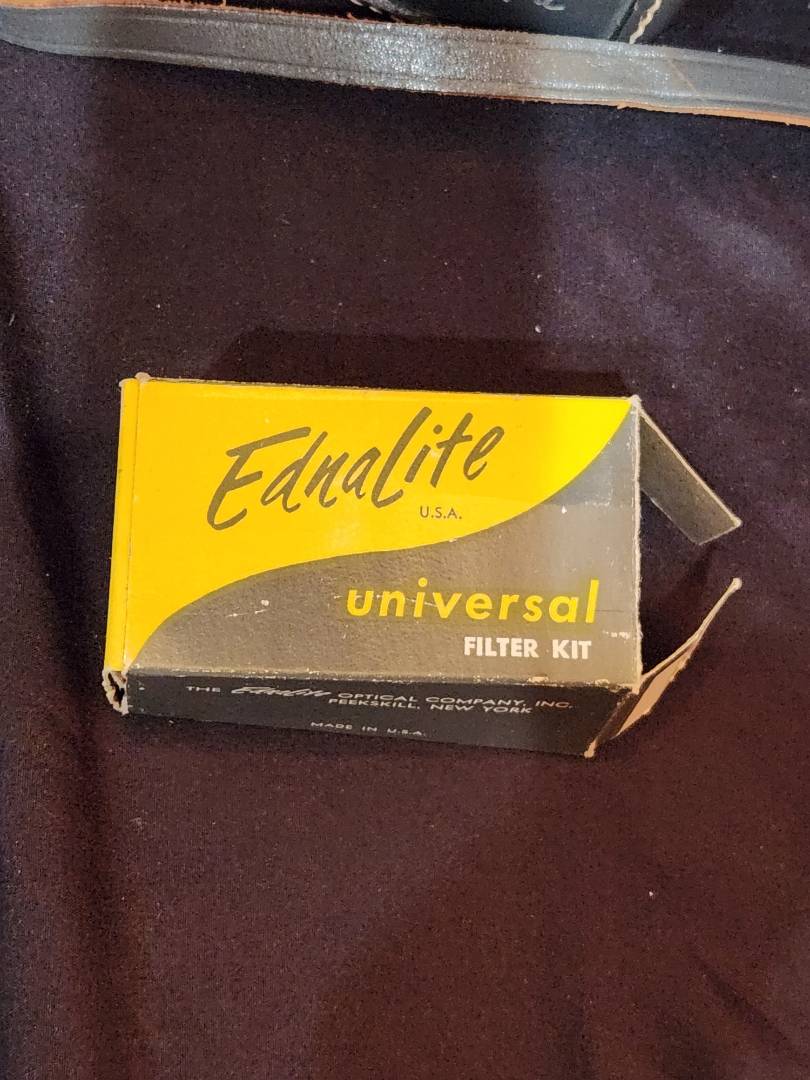 EdnaLite
U.S.A.
universal
FILTER KIT
THE EdnaLite OPTICAL COMPANY, INC.
PEEKSKILL, NEW YORK
MADE IN U.S.A.